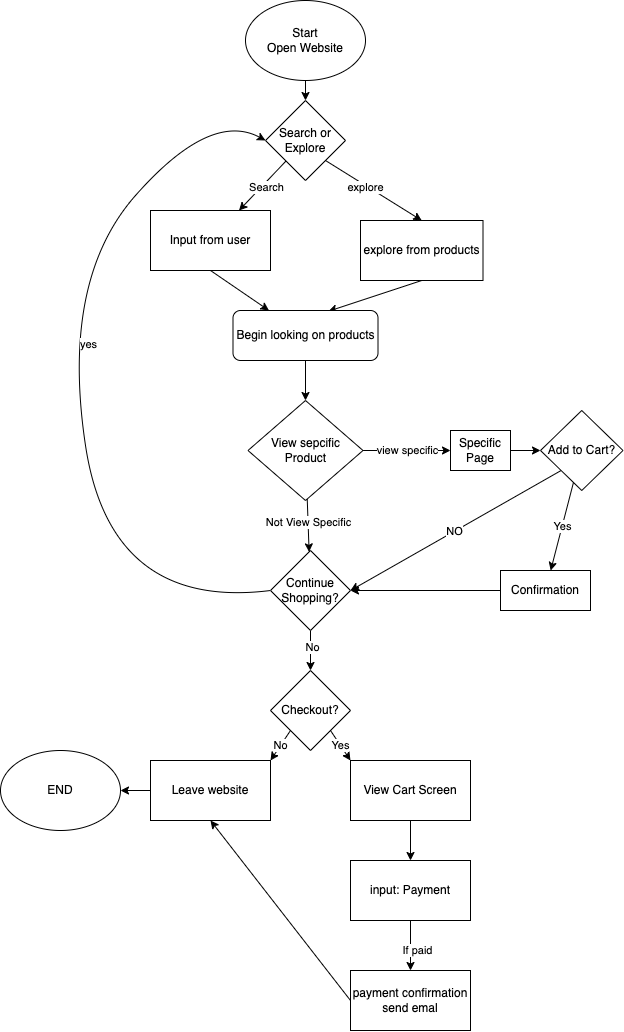 Start
Open Website
Search or
Explore
Search
explore
Input from user
explore from products
Begin looking on products
yes
View sepcific
Product
view specific
Specific
Page
Add to Cart?
Not View Specific
NO
Yes
Continue
Shopping?
Confirmation
No
Checkout?
No
Yes
END
Leave website
View Cart Screen
input: Payment
If paid
payment confirmation
send emal